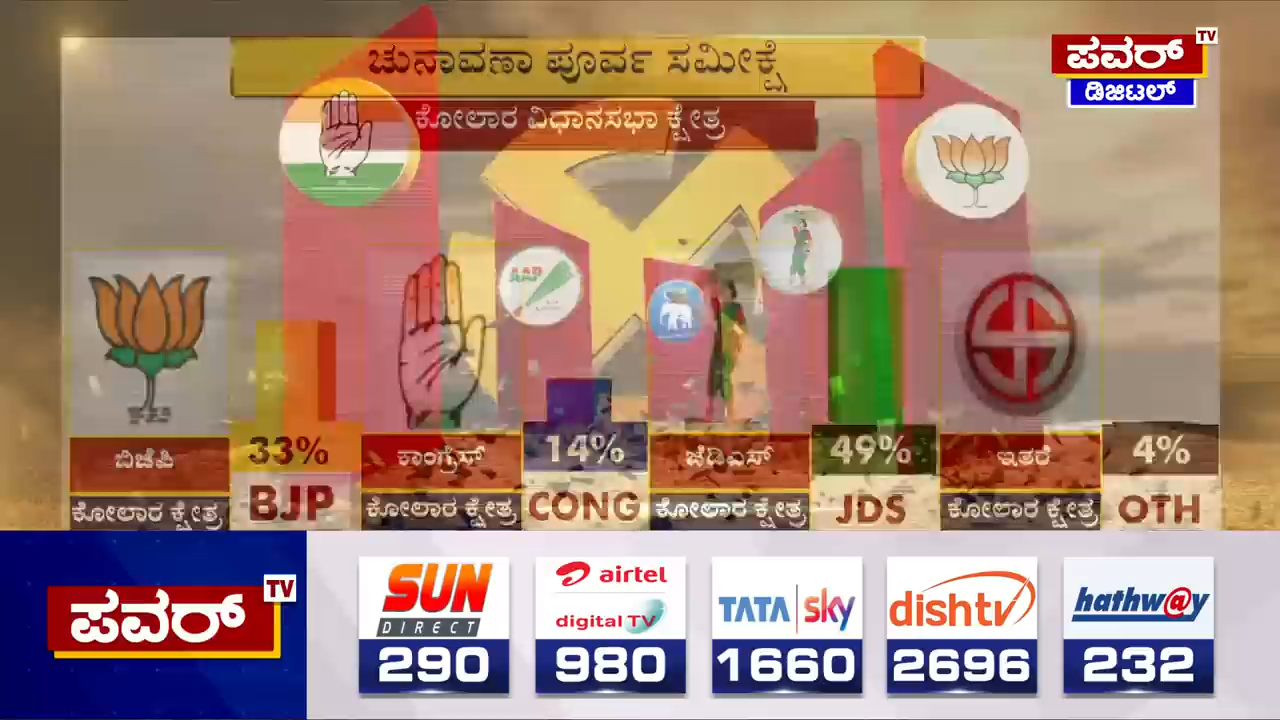 ಚುನಾವಣಾ ಪೂರ್ವ ಸಮೀಕ್ಷೆ
ಕೋಲಾರ ವಿಧಾನಸಭಾ ಕ್ಷೇತ್ರ
ಪವರ್ TV
ಡಿಜಿಟಲ್
ಬಿಜೆಪಿ 33% ಕಾಂಗ್ರೆಸ್ 14% ಜೆಡಿಎಸ್ 49% ಇತರೆ 4%
ಕೋಲಾರ ಕ್ಷೇತ್ರ BJP ಕೋಲಾರ ಕ್ಷೇತ್ರ CONG ಕೋಲಾರ ಕ್ಷೇತ್ರ JDS ಕೋಲಾರ ಕ್ಷೇತ್ರ OTH
ಪವರ್ TV
SUN
DIRECT
290
airtel
digital TV
980
TATA sky
1660
dishtv
2696
hathw@y
232